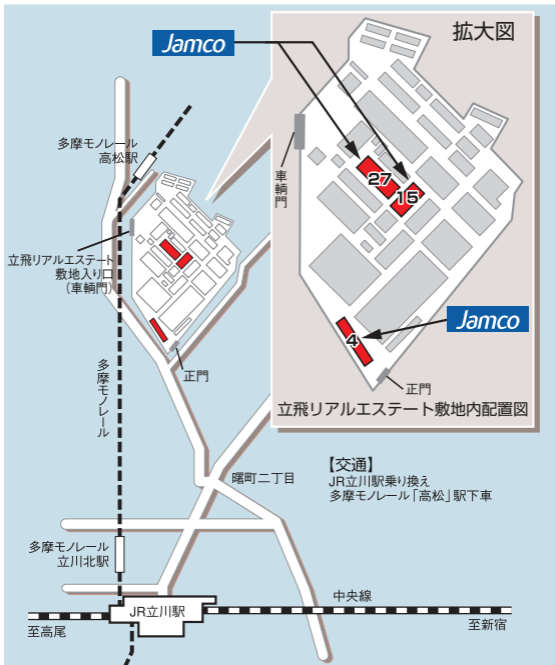 Jamco
拡大図
多摩モノレール
高松駅
車輌門
27
15
立飛リアルエステート
敷地入り口
(車輌門)
Jamco
4
正門
正門
立飛リアルエステート敷地内配置図
多摩モノレール
【交通】
JR立川駅乗り換え
多摩モノレール「高松」駅下車
曙町二丁目
多摩モノレール
立川北駅
JR立川駅
中央線
至高尾
至新宿